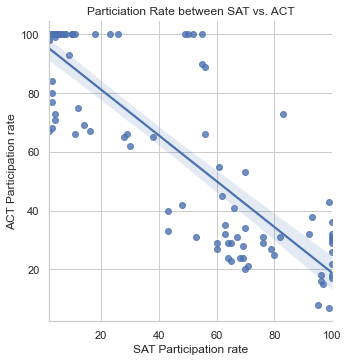 Particiation Rate between SAT vs. ACT
100
80
60
40
20
ACT Participation rate
20 40 60 80 100
SAT Participation rate